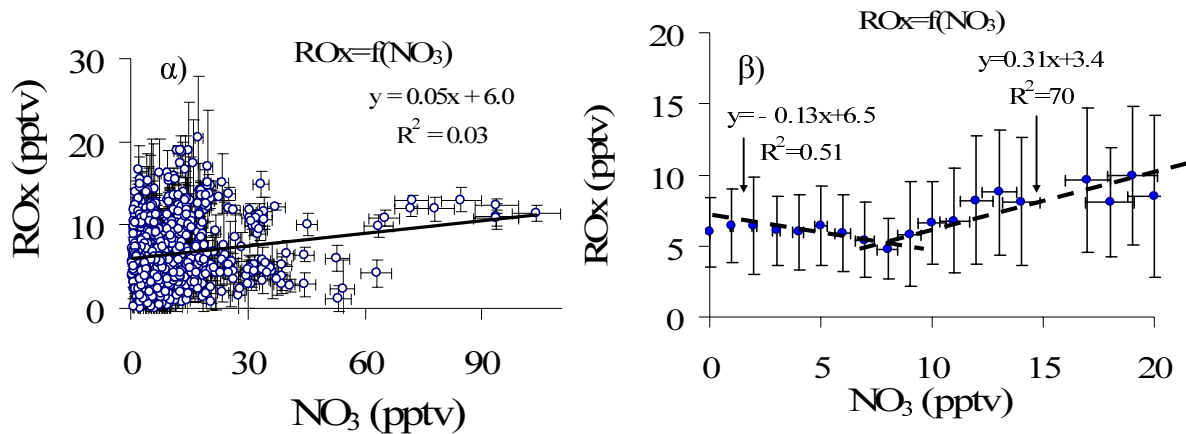 α)
ROx=f(NO₃)
y = 0.05x + 6.0
R² = 0.03
ROx (pptv)
30
20
10
0
0 30 60 90
NO₃ (pptv)
ROx=f(NO₃)
β)
y=0.31x+3.4
R²=70
y= - 0.13x+6.5
R²=0.51
ROx (pptv)
20
15
10
5
0
0 5 10 15 20
NO₃ (pptv)